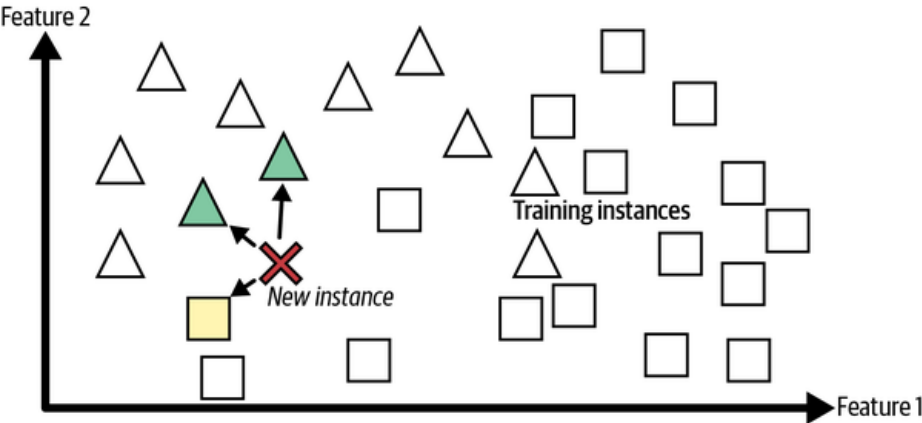 Feature 2
Training instances
New instance
Feature 1